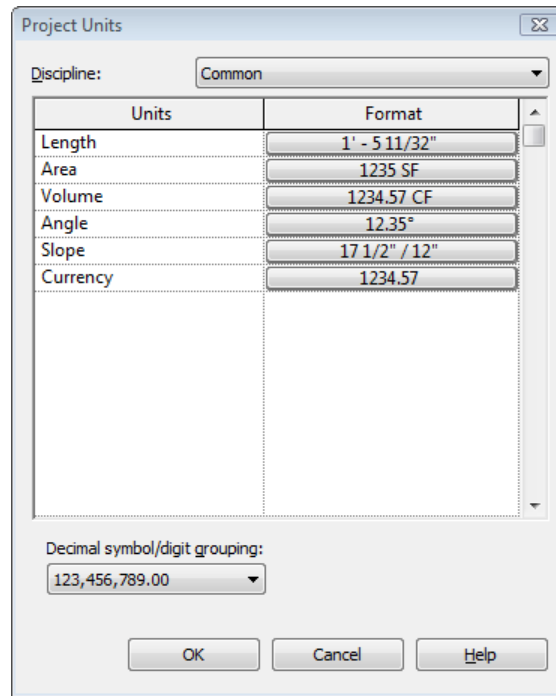 Project Units
Discipline: Common
Units Format
Length 1' - 5 11/32"
Area 1235 SF
Volume 1234.57 CF
Angle 12.35°
Slope 17 1/2" / 12"
Currency 1234.57
Decimal symbol/digit grouping:
123,456,789.00
OK Cancel Help